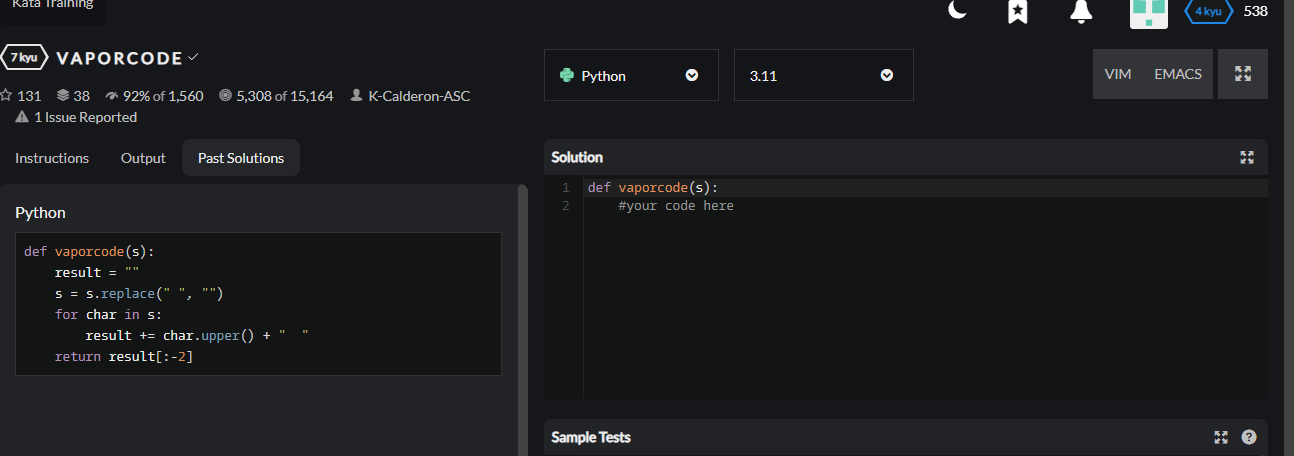 Kata Training
4 kyu 538
7 kyu VAPORCODE
131 38 92% of 1,560 5,308 of 15,164 K-Calderon-ASC
1 Issue Reported
Instructions Output Past Solutions
Python
def vaporcode(s):
    result = ""
    s = s.replace(" ", "")
    for char in s:
        result += char.upper() + "  "
    return result[:-2]
Python 3.11 VIM EMACS
Solution
1 def vaporcode(s):
2     #your code here
Sample Tests ?